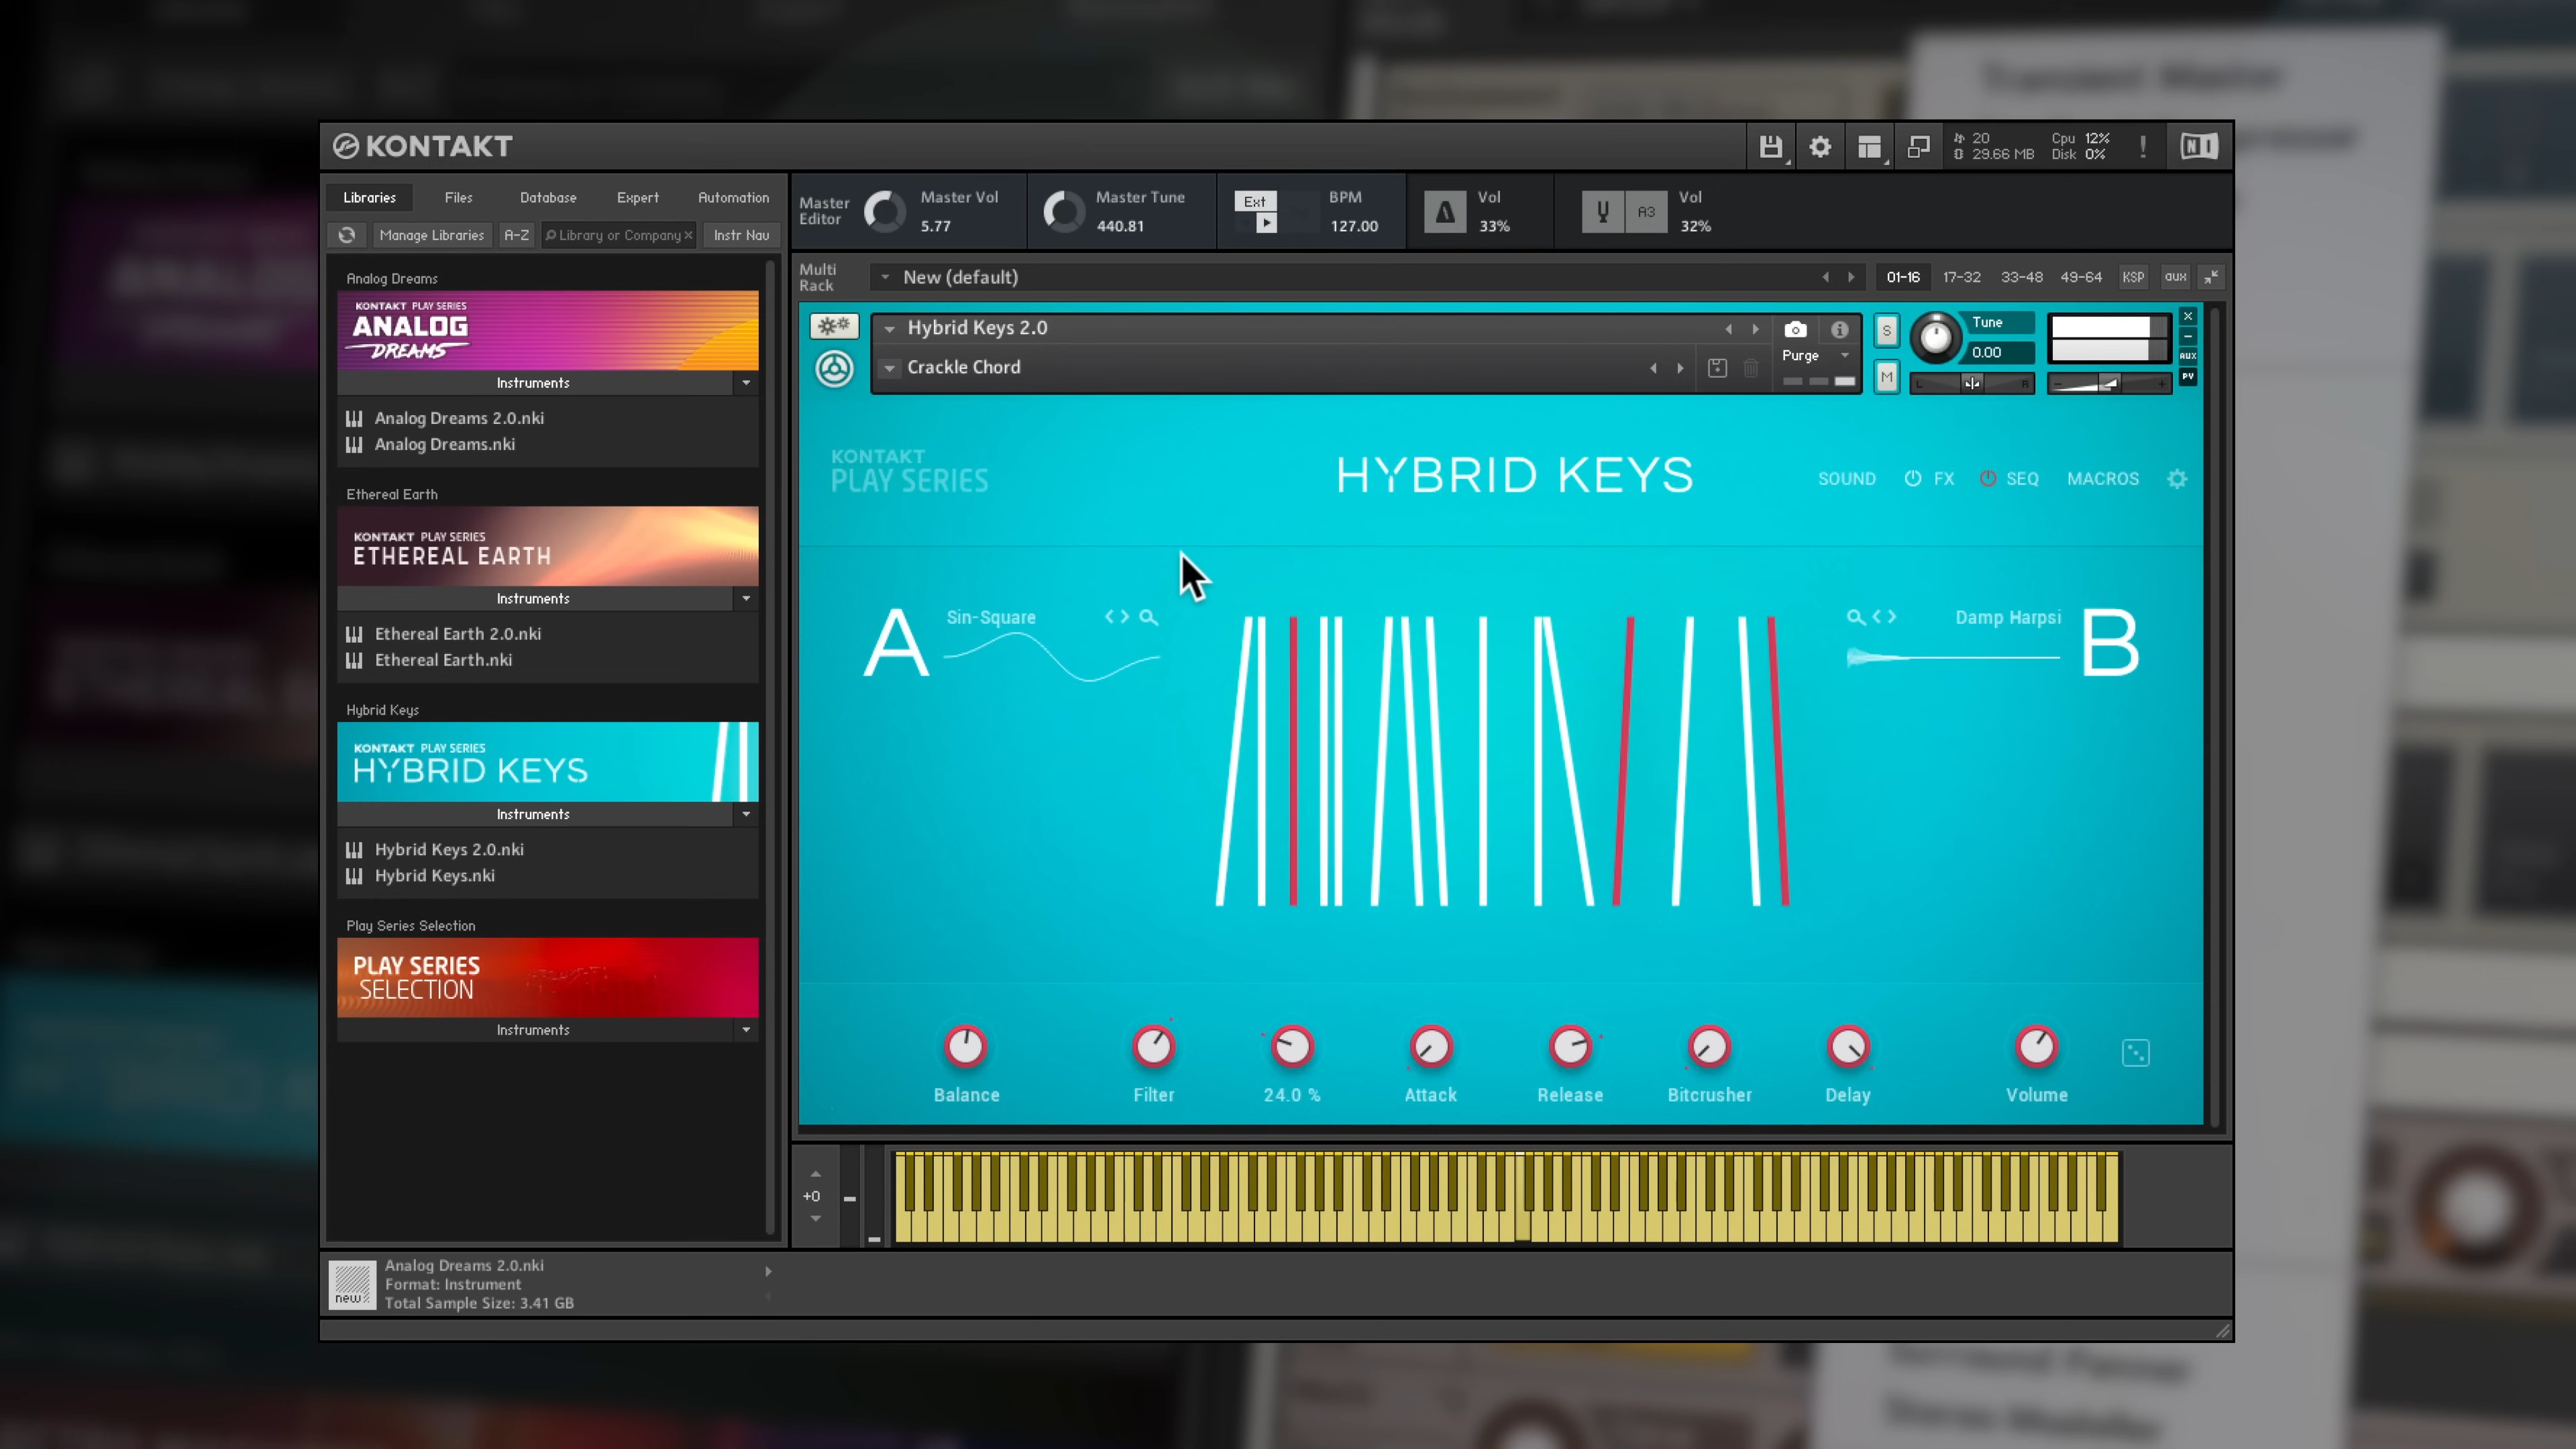 KONTAKT
20
29.66 MB
Cpu 12%
Disk 0%
!
NI
Libraries Files Database Expert Automation
Manage Libraries A-Z Library or Company × Instr Nau
Master Editor
Master Vol
5.77
Master Tune
440.81
Ext
BPM
127.00
Vol
33%
A3
Vol
32%
Multi Rack
New (default)
01-16 17-32 33-48 49-64 KSP aux
Analog Dreams
KONTAKT PLAY SERIES
ANALOG
DREAMS
Instruments
Analog Dreams 2.0.nki
Analog Dreams.nki
Ethereal Earth
KONTAKT PLAY SERIES
ETHEREAL EARTH
Instruments
Ethereal Earth 2.0.nki
Ethereal Earth.nki
Hybrid Keys
KONTAKT PLAY SERIES
HYBRID KEYS
Instruments
Hybrid Keys 2.0.nki
Hybrid Keys.nki
Play Series Selection
PLAY SERIES
SELECTION
Instruments
Hybrid Keys 2.0
Crackle Chord
Purge
S
M
Tune
0.00
L R
- +
×
-
AUX
PV
KONTAKT
PLAY SERIES
HYBRID KEYS
SOUND FX SEQ MACROS
A
Sin-Square
Damp Harpsi
B
Balance Filter 24.0 % Attack Release Bitcrusher Delay Volume
+0
new
Analog Dreams 2.0.nki
Format: Instrument
Total Sample Size: 3.41 GB
Transient Master
Surround Panner
Stereo Modeller